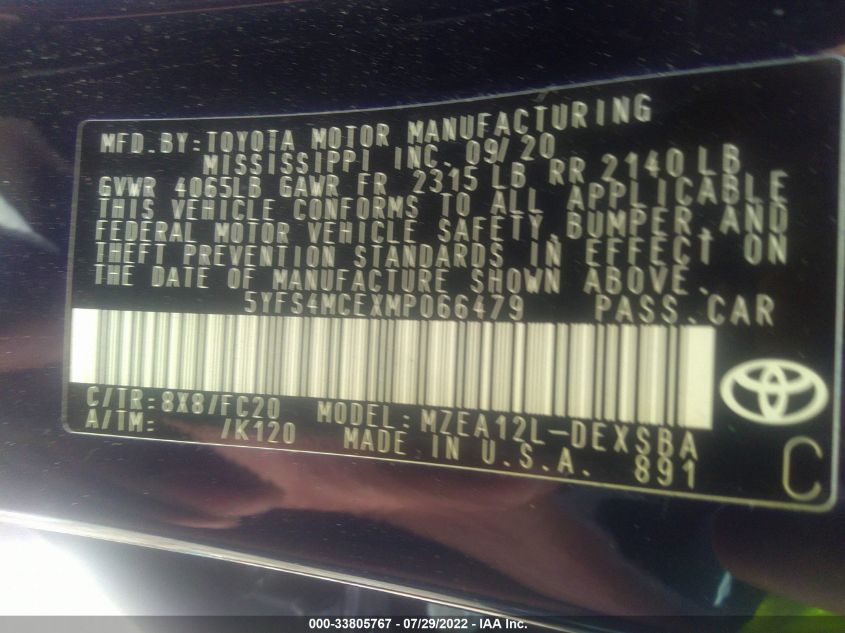 MFD.BY:TOYOTA MOTOR MANUFACTURING
MISSISSIPPI INC. 09/20
GVWR 4065LB GAWR FR 2315 LB RR 2140 LB
THIS VEHICLE CONFORMS TO ALL APPLICABLE
FEDERAL MOTOR VEHICLE SAFETY,BUMPER,AND
THEFT PREVENTION STANDARDS IN EFFECT ON
THE DATE OF MANUFACTURE SHOWN ABOVE.
5YFS4MCEXMP066479 PASS.CAR
C/TR:8X8/FC20 MODEL:MZEA12L-DEXSBA
A/TM: /K120 MADE IN U.S.A. 891
C
000-33805767 - 07/29/2022 - IAA Inc.